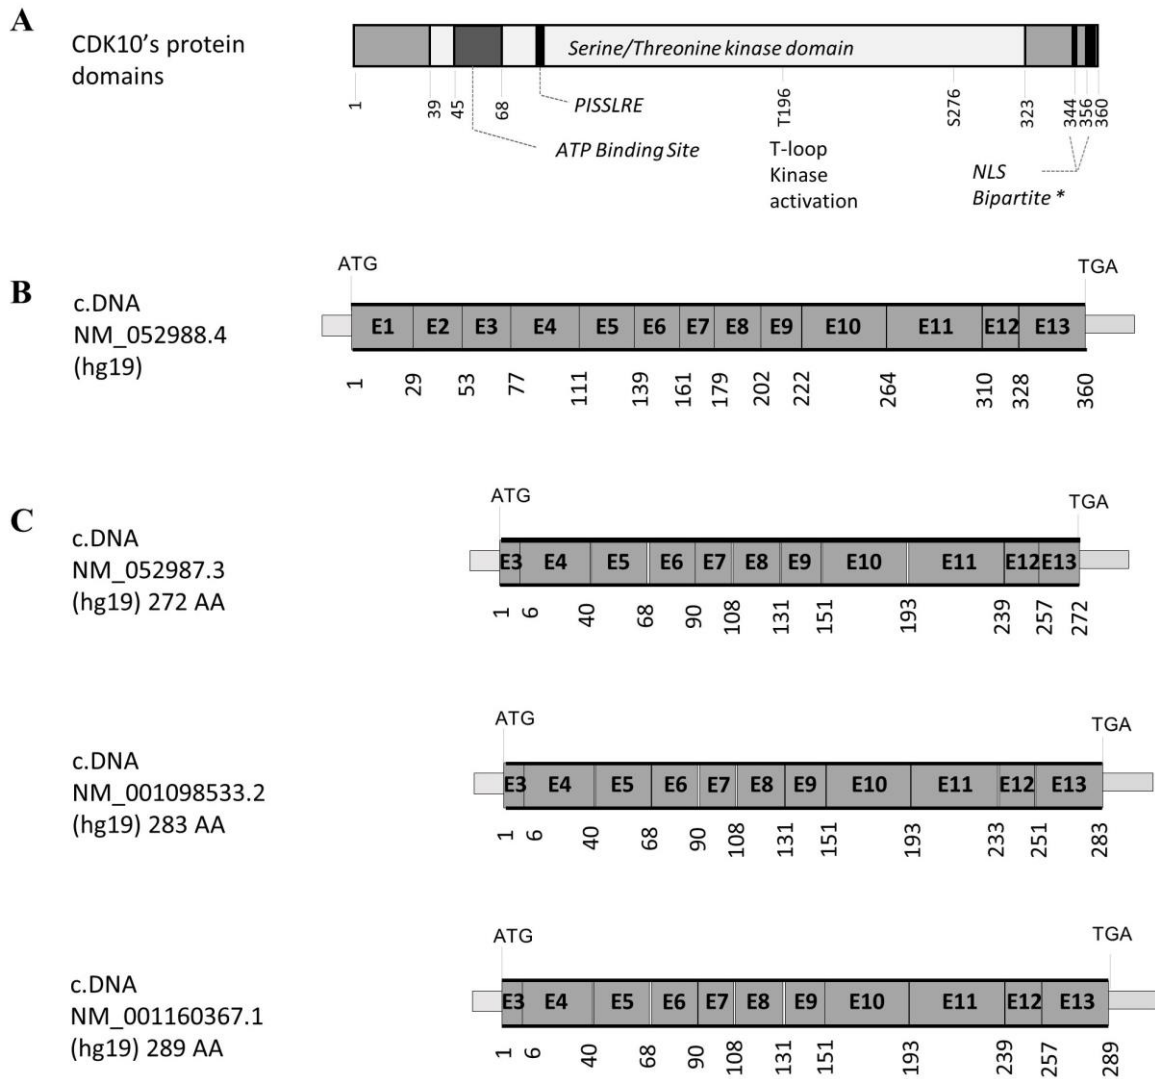 A
CDK10's protein
domains
Serine/Threonine kinase domain
1
39
45
68
T196
S276
323
344
356
360
PISSLRE
ATP Binding Site
T-loop
Kinase
activation
NLS
Bipartite *
B
c.DNA
NM_052988.4
(hg19)
ATG
TGA
E1 E2 E3 E4 E5 E6 E7 E8 E9 E10 E11 E12 E13
1 29 53 77 111 139 161 179 202 222 264 310 328 360
C
c.DNA
NM_052987.3
(hg19) 272 AA
ATG
TGA
E3 E4 E5 E6 E7 E8 E9 E10 E11 E12 E13
1 6 40 68 90 108 131 151 193 239 257 272
c.DNA
NM_001098533.2
(hg19) 283 AA
ATG
TGA
E3 E4 E5 E6 E7 E8 E9 E10 E11 E12 E13
1 6 40 68 90 108 131 151 193 233 251 283
c.DNA
NM_001160367.1
(hg19) 289 AA
ATG
TGA
E3 E4 E5 E6 E7 E8 E9 E10 E11 E12 E13
1 6 40 68 90 108 131 151 193 239 257 289